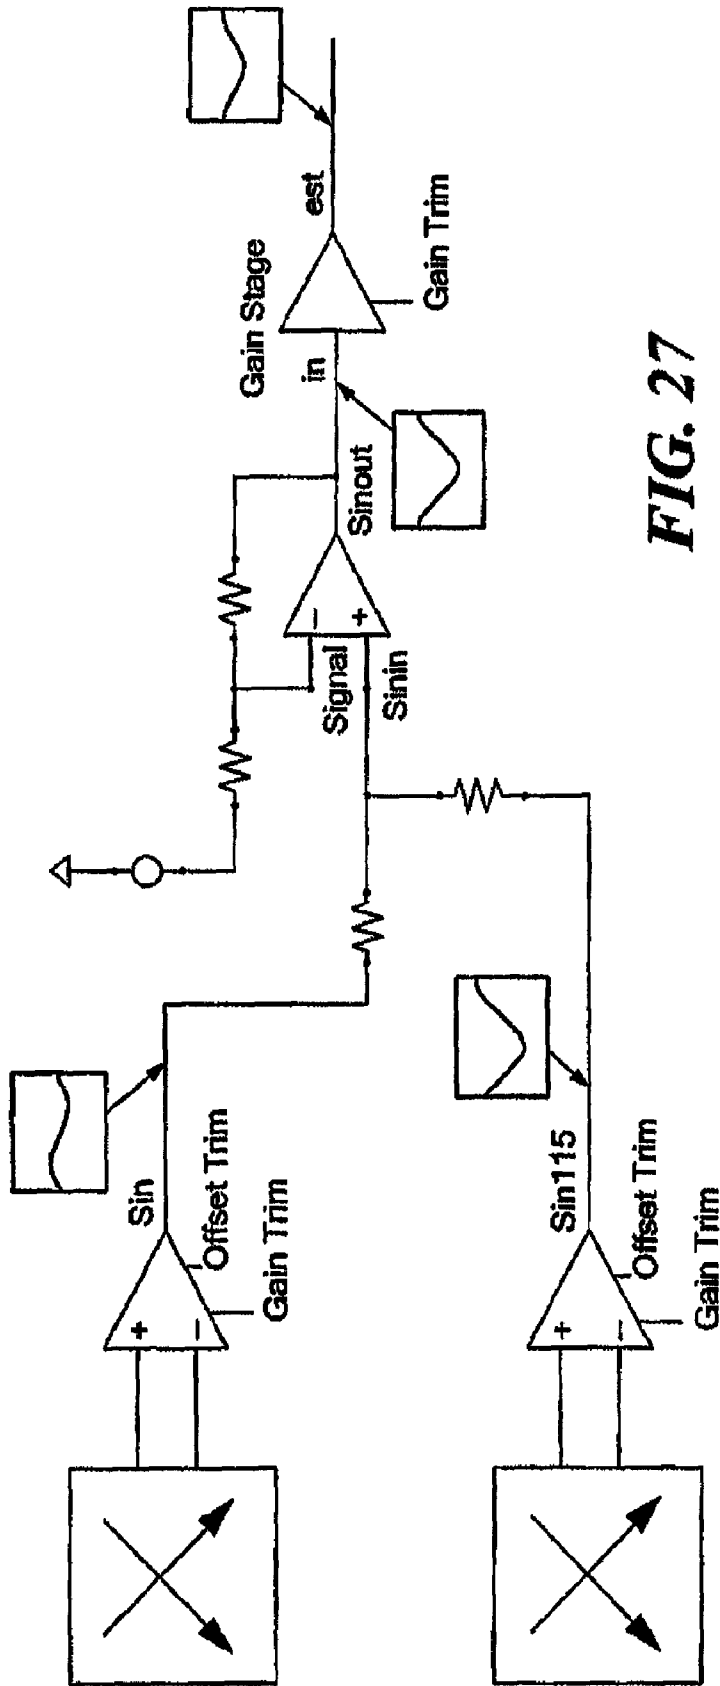 Sin
Offset Trim
Gain Trim
+
−
Sin115
Offset Trim
Gain Trim
+
−
Signal
Sinin
−
+
Sinout
in
Gain Stage
Gain Trim
est
FIG. 27